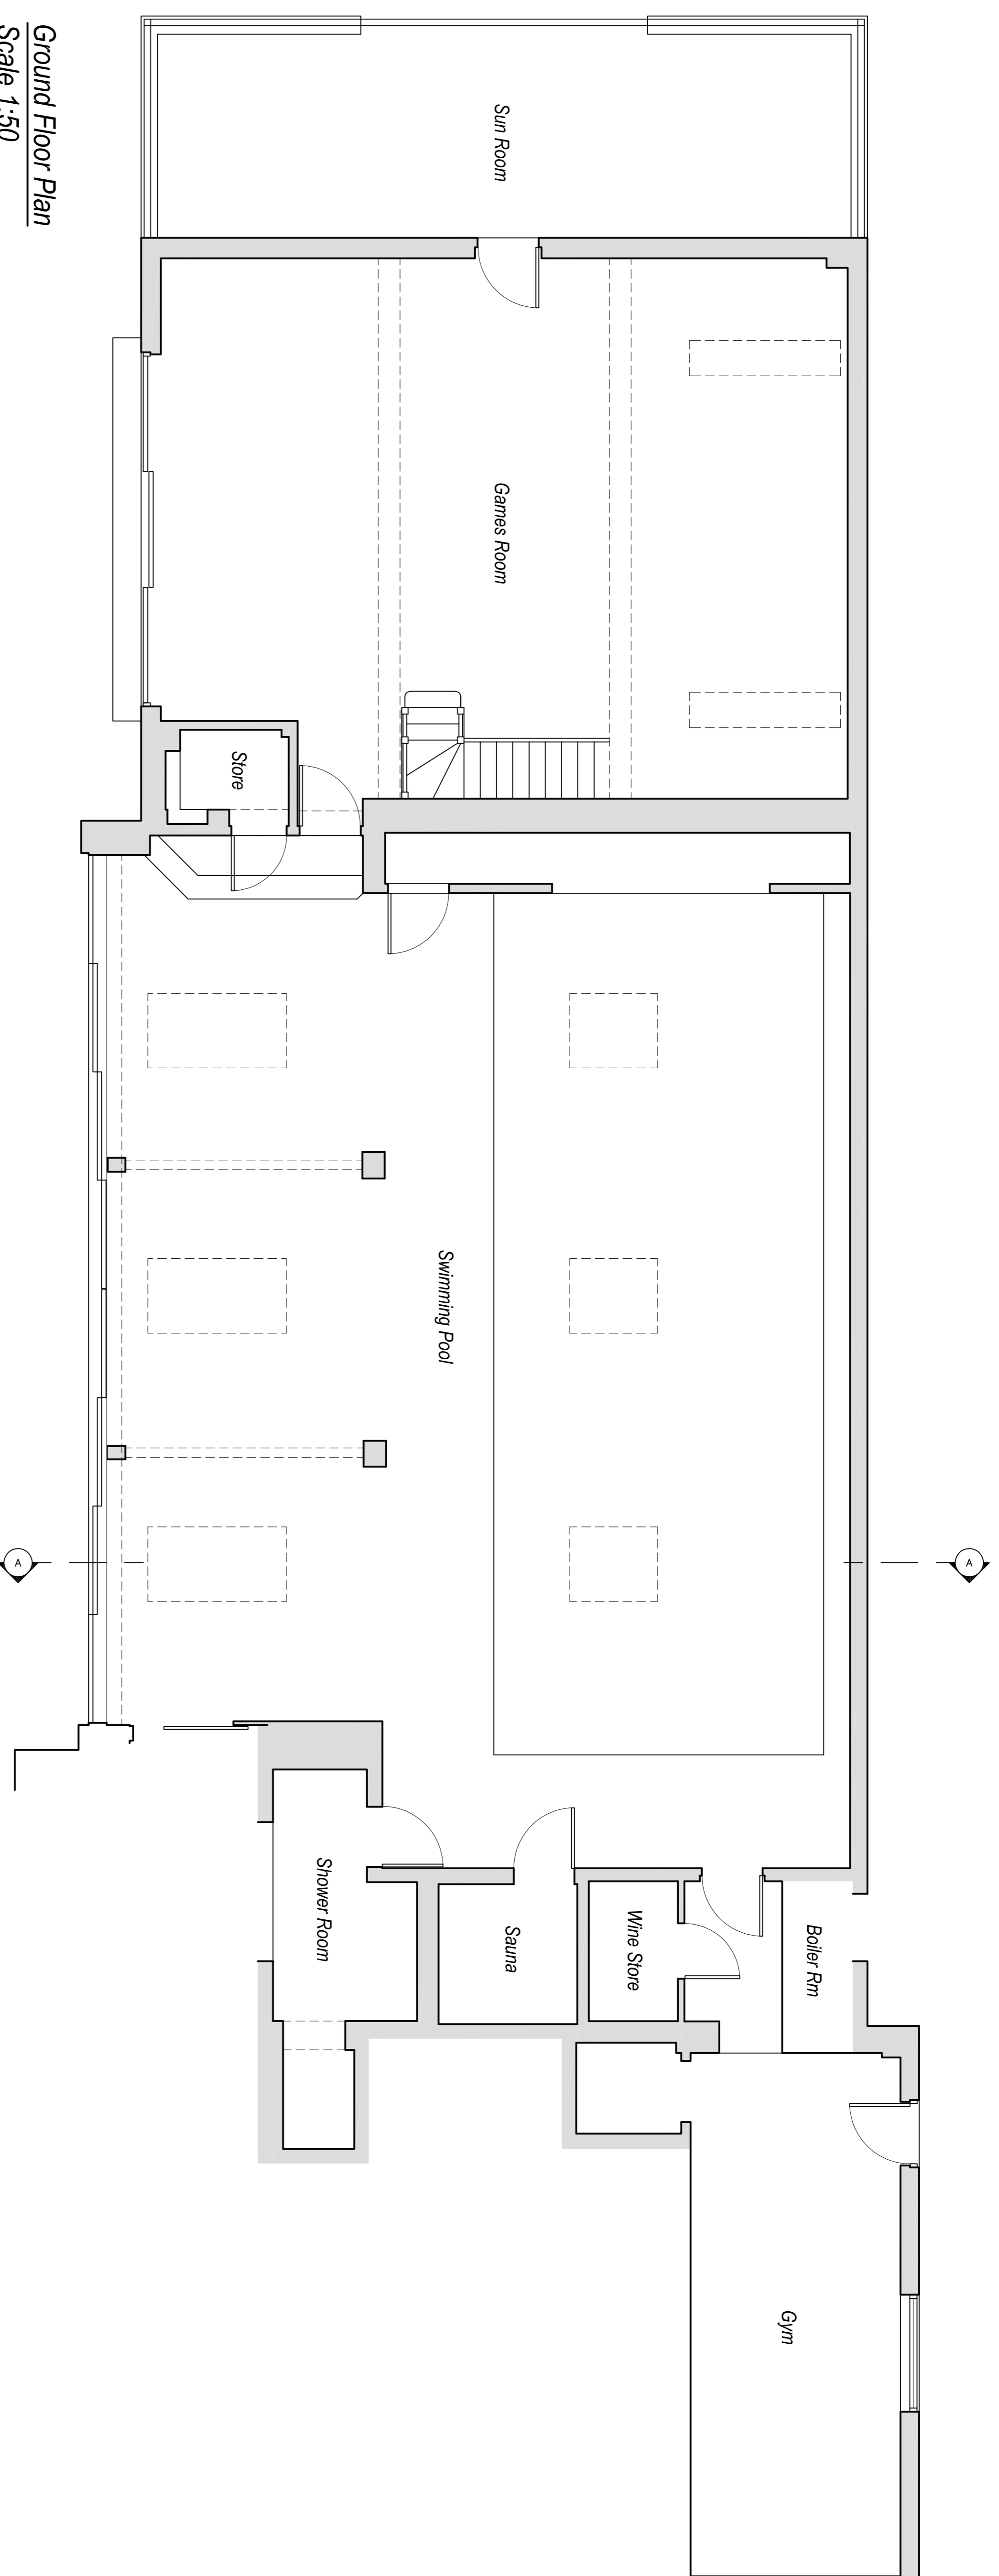 Sun Room
Games Room
Store
Swimming Pool
A
A
Shower Room
Sauna
Wine Store
Boiler Rm
Gym
Ground Floor Plan
Scale 1:50